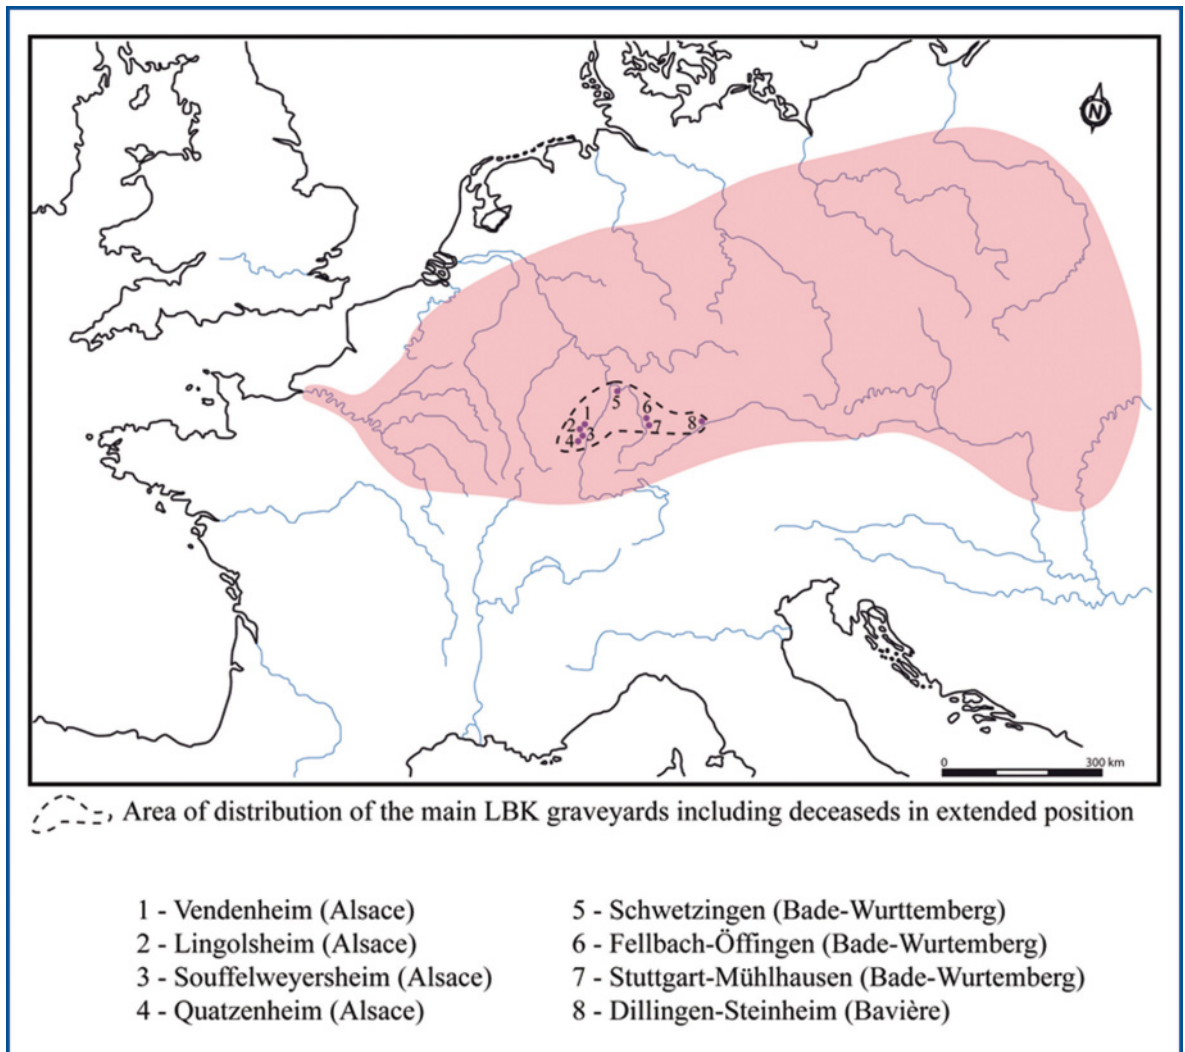 N
5
1
6
2
7
8
3
4
0 300 km
Area of distribution of the main LBK graveyards including deceaseds in extended position
1 - Vendenheim (Alsace)
2 - Lingolsheim (Alsace)
3 - Souffelweyersheim (Alsace)
4 - Quatzenheim (Alsace)
5 - Schwetzingen (Bade-Wurttemberg)
6 - Fellbach-Öffingen (Bade-Wurtemberg)
7 - Stuttgart-Mühlhausen (Bade-Wurtemberg)
8 - Dillingen-Steinheim (Bavière)